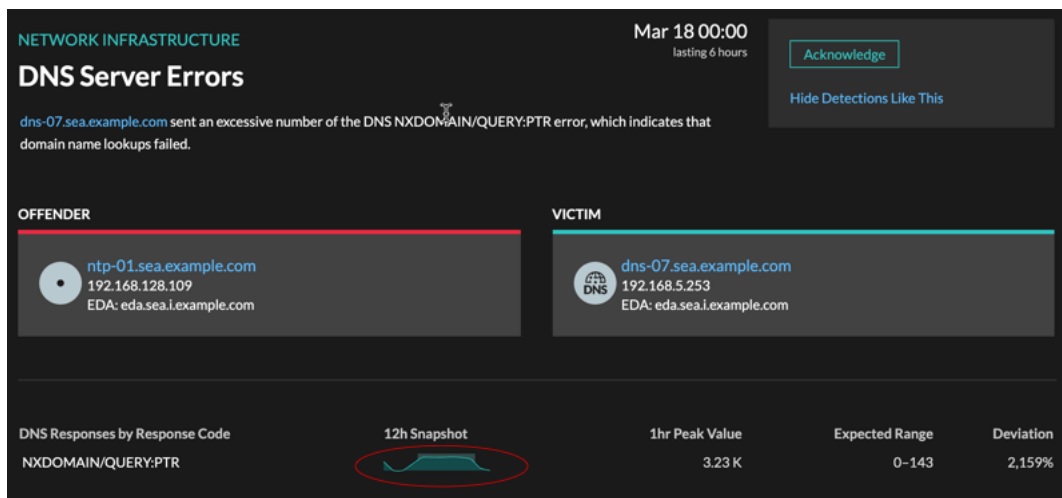 NETWORK INFRASTRUCTURE
Mar 18 00:00
lasting 6 hours
DNS Server Errors
Acknowledge
Hide Detections Like This
dns-07.sea.example.com sent an excessive number of the DNS NXDOMAIN/QUERY:PTR error, which indicates that
domain name lookups failed.
OFFENDER
ntp-01.sea.example.com
192.168.128.109
EDA: eda.sea.i.example.com
VICTIM
DNS
dns-07.sea.example.com
192.168.5.253
EDA: eda.sea.i.example.com
DNS Responses by Response Code 12h Snapshot 1hr Peak Value Expected Range Deviation
NXDOMAIN/QUERY:PTR 3.23 K 0–143 2,159%